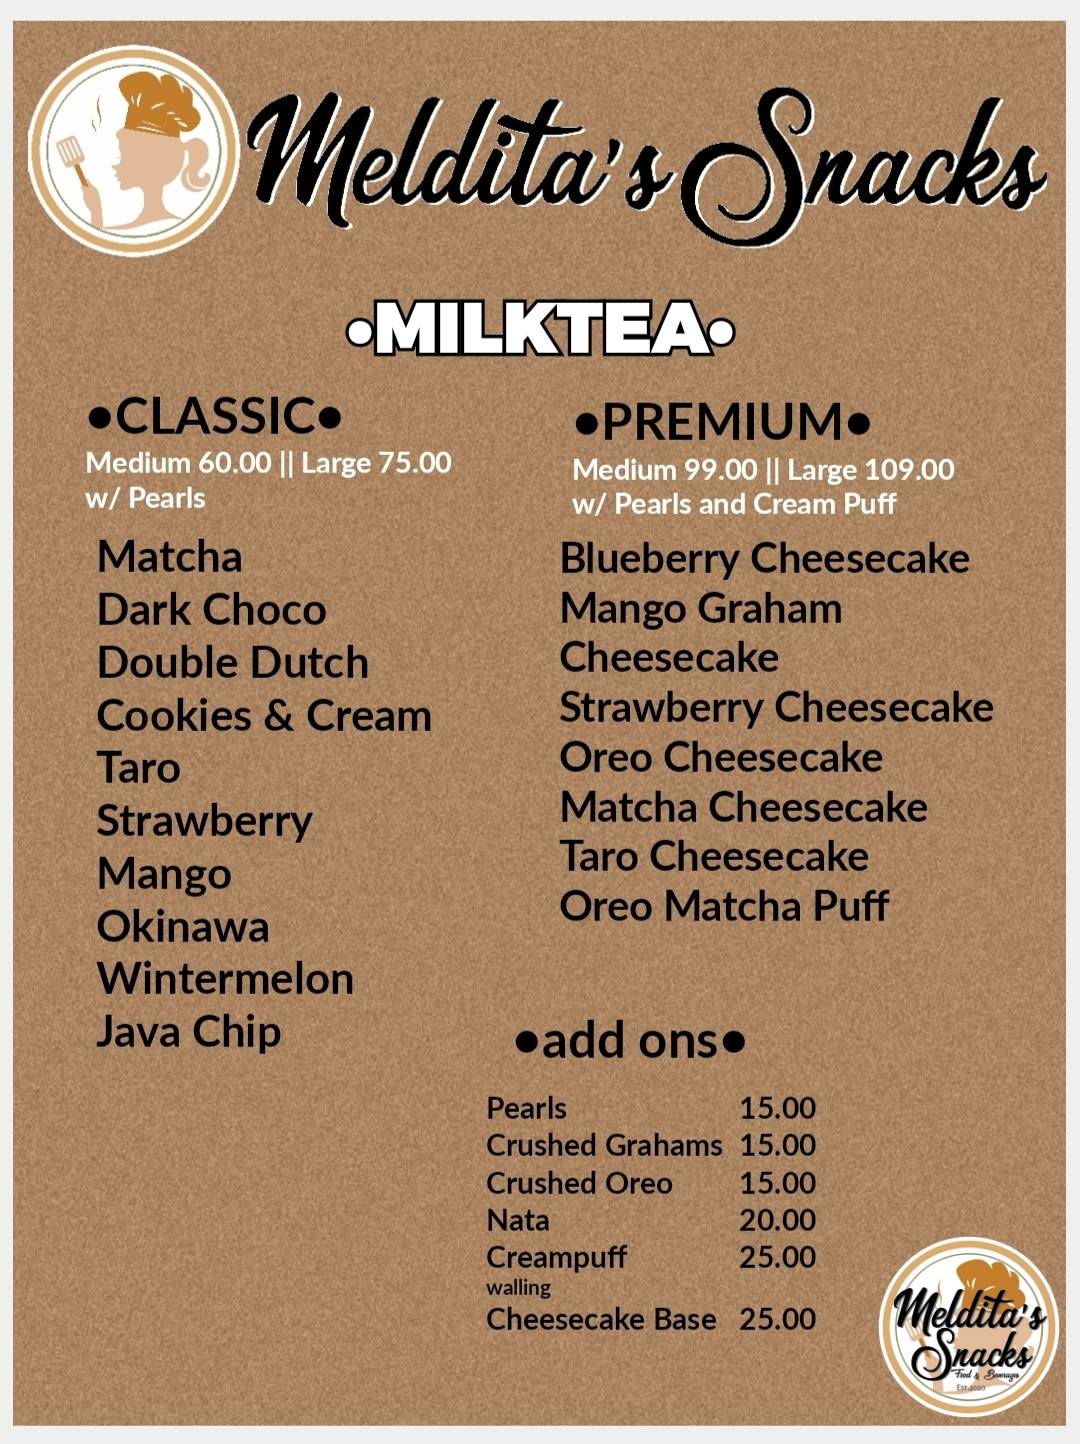 Meldita's Snacks
•MILKTEA•
●CLASSIC●
Medium 60.00 || Large 75.00
w/ Pearls
Matcha
Dark Choco
Double Dutch
Cookies & Cream
Taro
Strawberry
Mango
Okinawa
Wintermelon
Java Chip
●PREMIUM●
Medium 99.00 || Large 109.00
w/ Pearls and Cream Puff
Blueberry Cheesecake
Mango Graham
Cheesecake
Strawberry Cheesecake
Oreo Cheesecake
Matcha Cheesecake
Taro Cheesecake
Oreo Matcha Puff
●add ons●
Pearls 15.00
Crushed Grahams 15.00
Crushed Oreo 15.00
Nata 20.00
Creampuff 25.00
walling
Cheesecake Base 25.00
Meldita's
Snacks
Food & Beverages
Est.2020